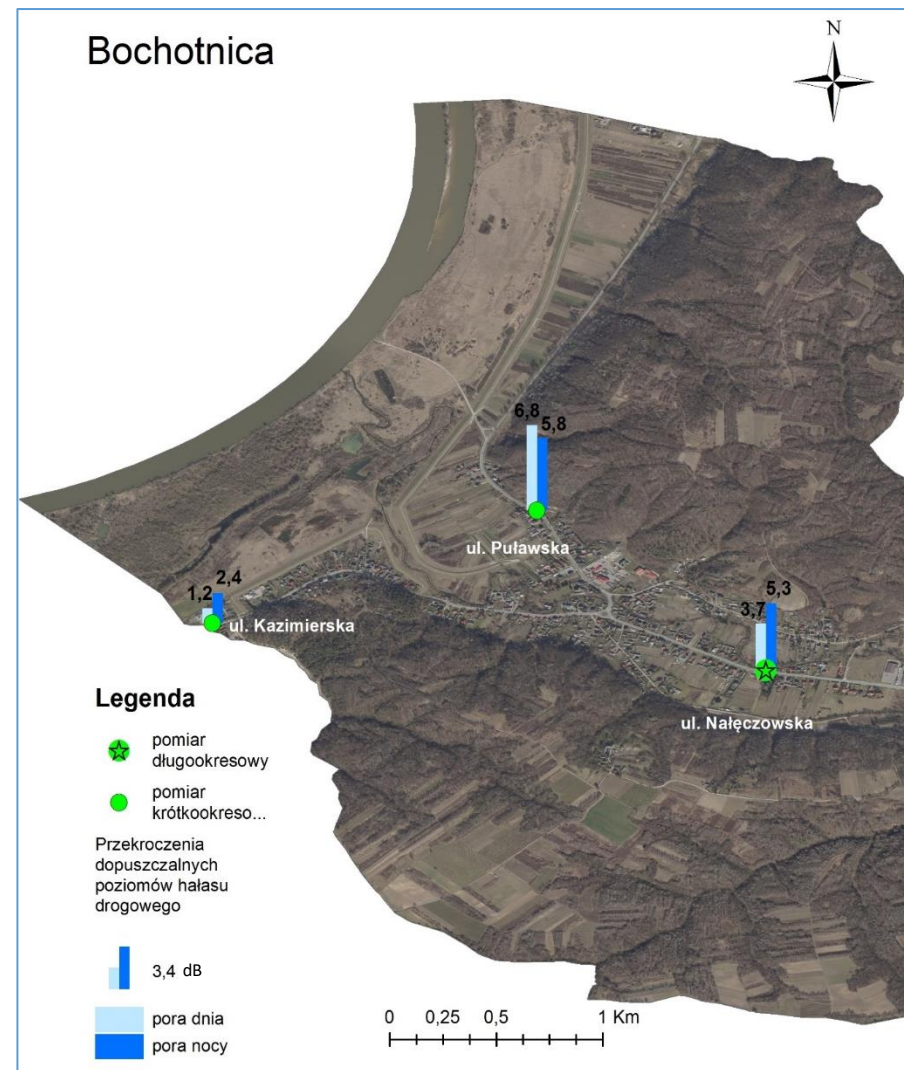 Bochotnica
N
6,8
5,8
ul. Puławska
1,2
2,4
ul. Kazimierska
3,7
5,3
ul. Nałęczowska
Legenda
pomiar
długookresowy
pomiar
krótkookreso...
Przekroczenia
dopuszczalnych
poziomów hałasu
drogowego
3,4 dB
pora dnia
pora nocy
0 0,25 0,5 1 Km